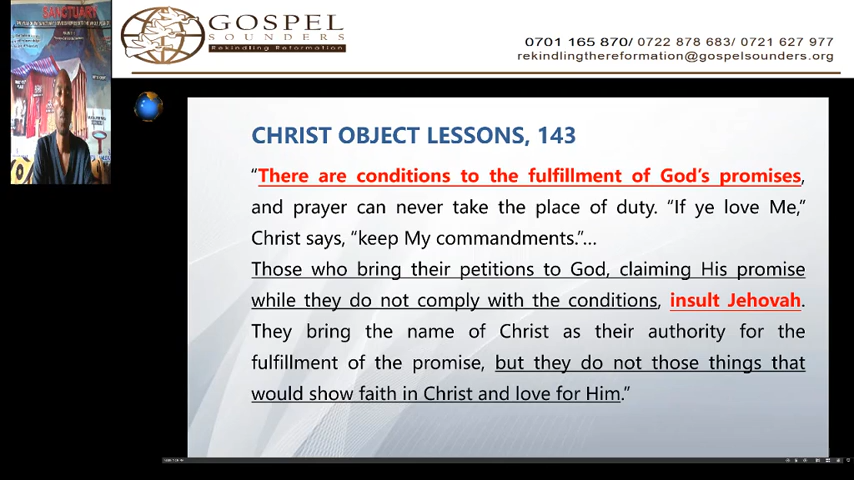 SANCTUARY
GOSPEL
SOUNDERS
Rekindling Reformation
0701 165 870/ 0722 878 683/ 0721 627 977
rekindlingthereformation@gospelsounders.org
CHRIST OBJECT LESSONS, 143
“There are conditions to the fulfillment of God’s promises,
and prayer can never take the place of duty. “If ye love Me,”
Christ says, “keep My commandments.”...
Those who bring their petitions to God, claiming His promise
while they do not comply with the conditions, insult Jehovah.
They bring the name of Christ as their authority for the
fulfillment of the promise, but they do not those things that
would show faith in Christ and love for Him.”